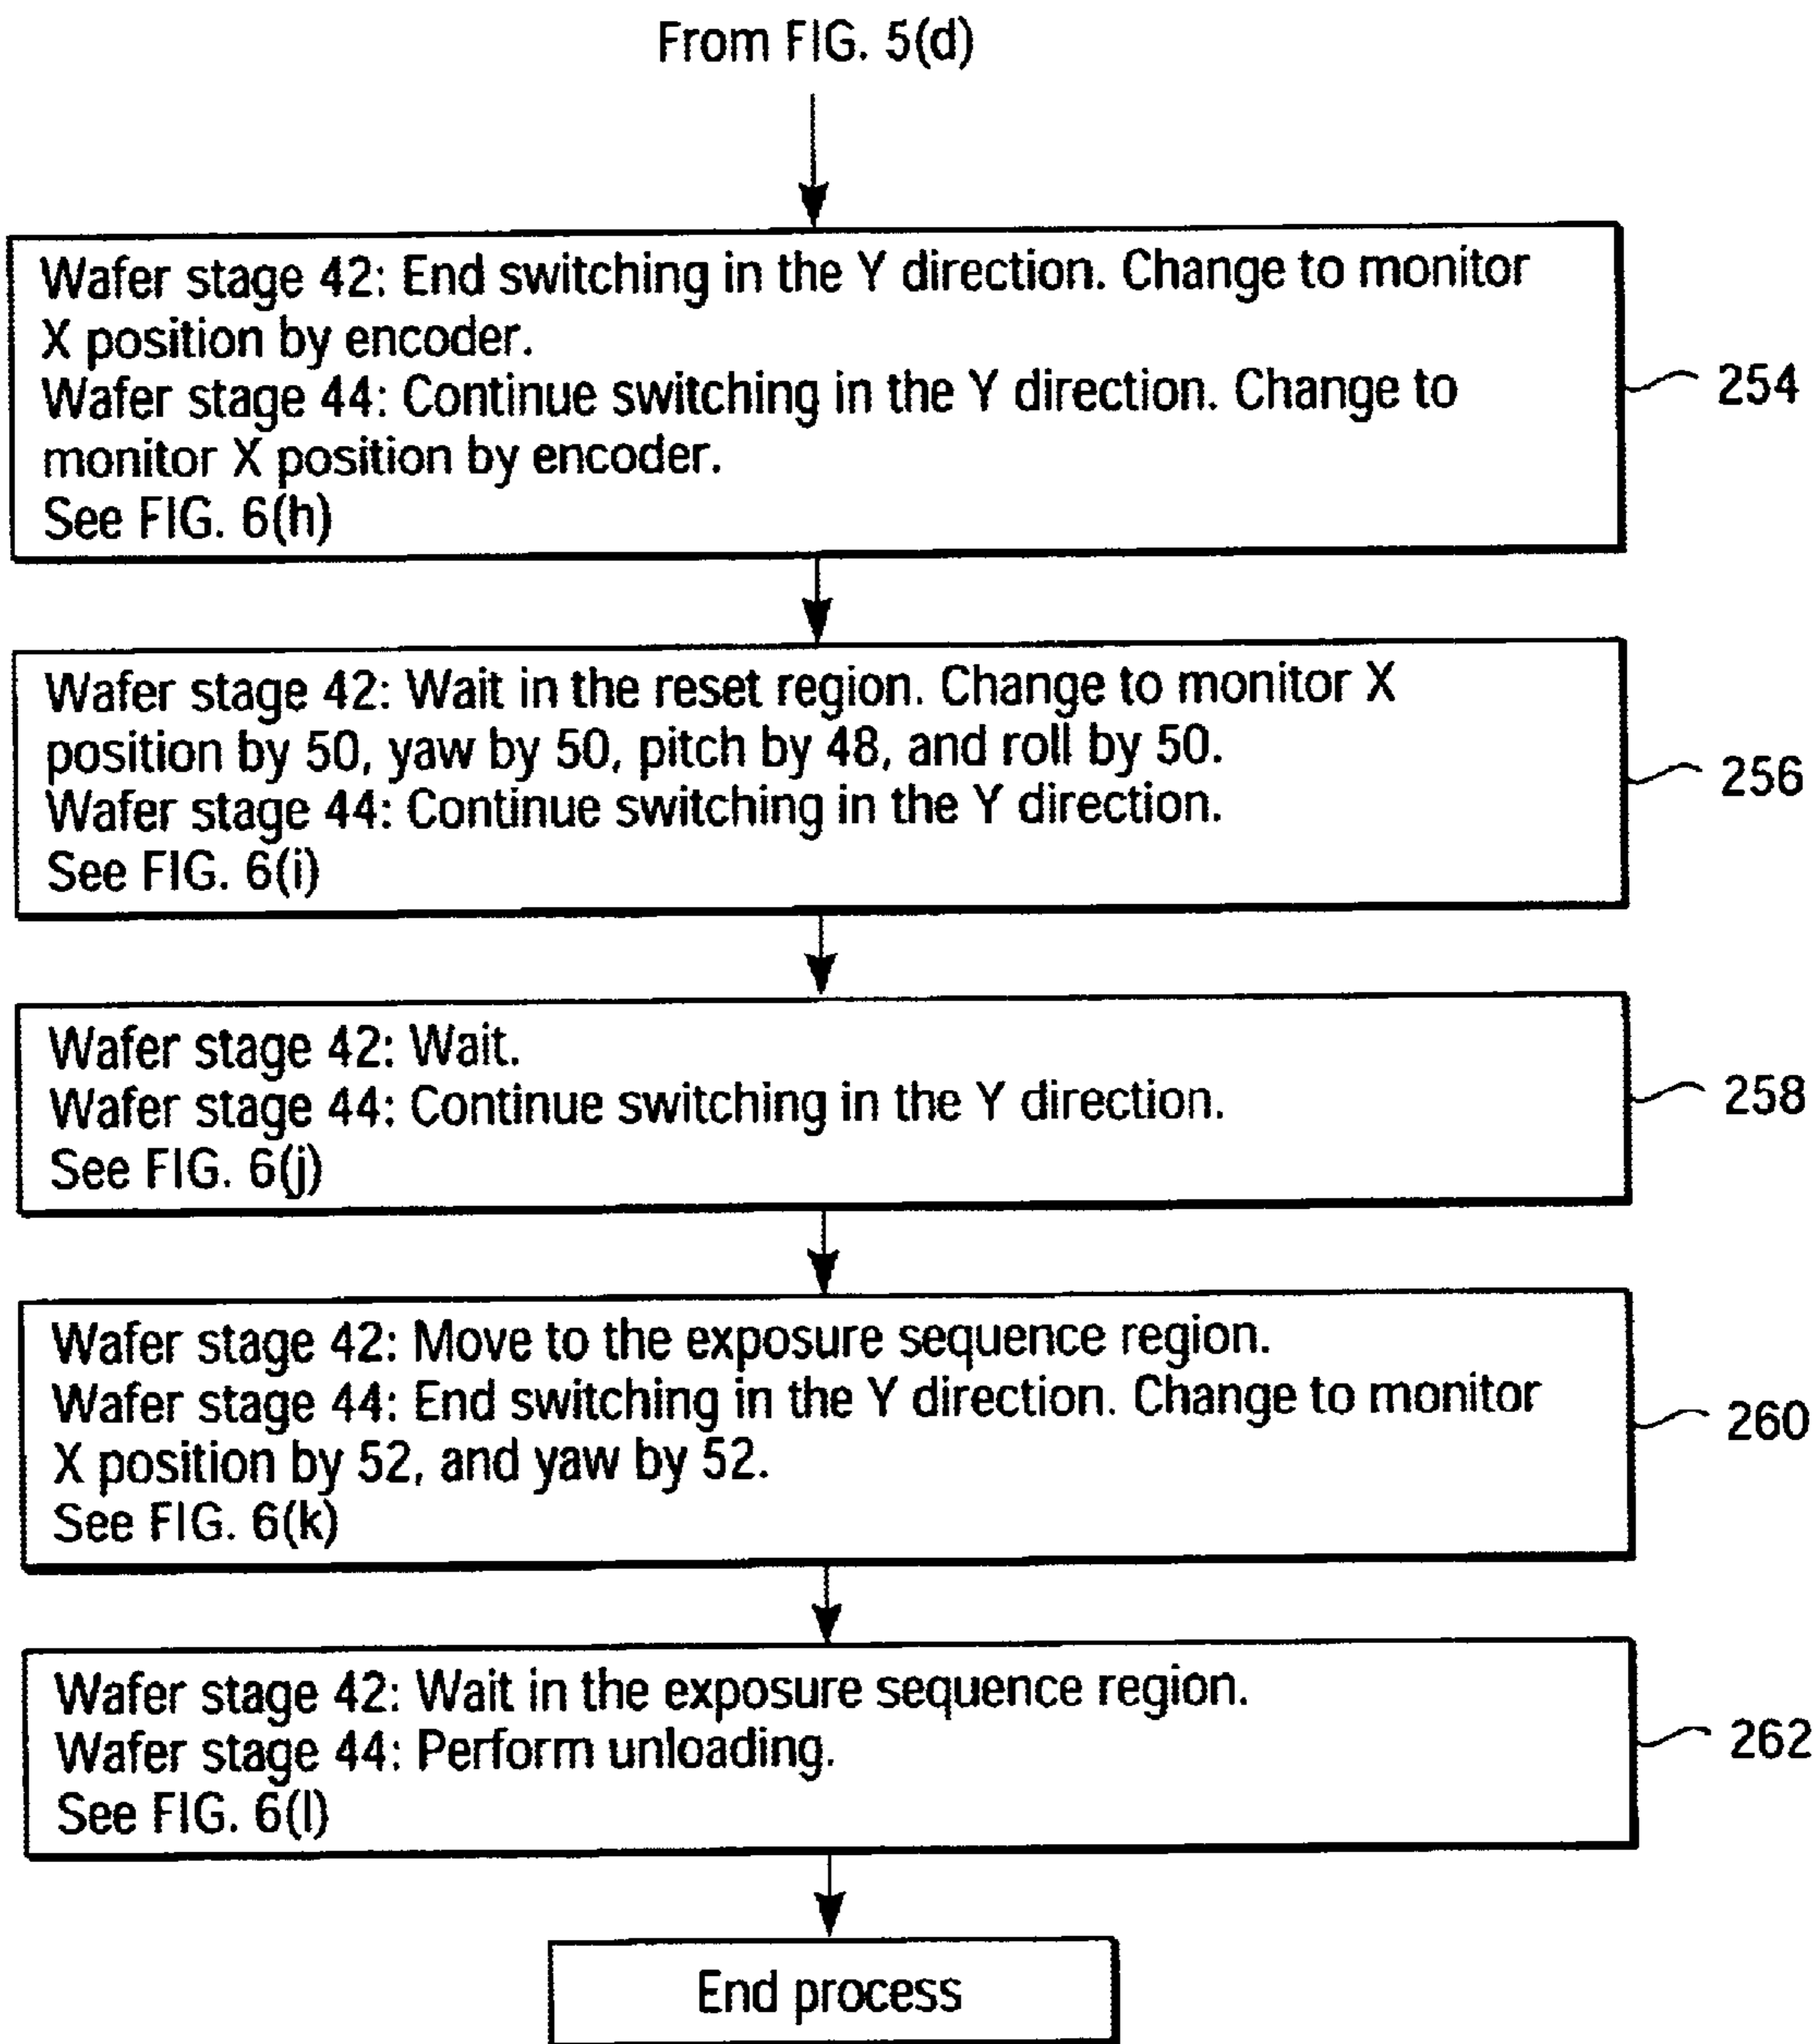 From FIG. 5(d)
Wafer stage 42: End switching in the Y direction. Change to monitor
X position by encoder.
Wafer stage 44: Continue switching in the Y direction. Change to
monitor X position by encoder.
See FIG. 6(h)
254
Wafer stage 42: Wait in the reset region. Change to monitor X
position by 50, yaw by 50, pitch by 48, and roll by 50.
Wafer stage 44: Continue switching in the Y direction.
See FIG. 6(i)
256
Wafer stage 42: Wait.
Wafer stage 44: Continue switching in the Y direction.
See FIG. 6(j)
258
Wafer stage 42: Move to the exposure sequence region.
Wafer stage 44: End switching in the Y direction. Change to monitor
X position by 52, and yaw by 52.
See FIG. 6(k)
260
Wafer stage 42: Wait in the exposure sequence region.
Wafer stage 44: Perform unloading.
See FIG. 6(l)
262
End process